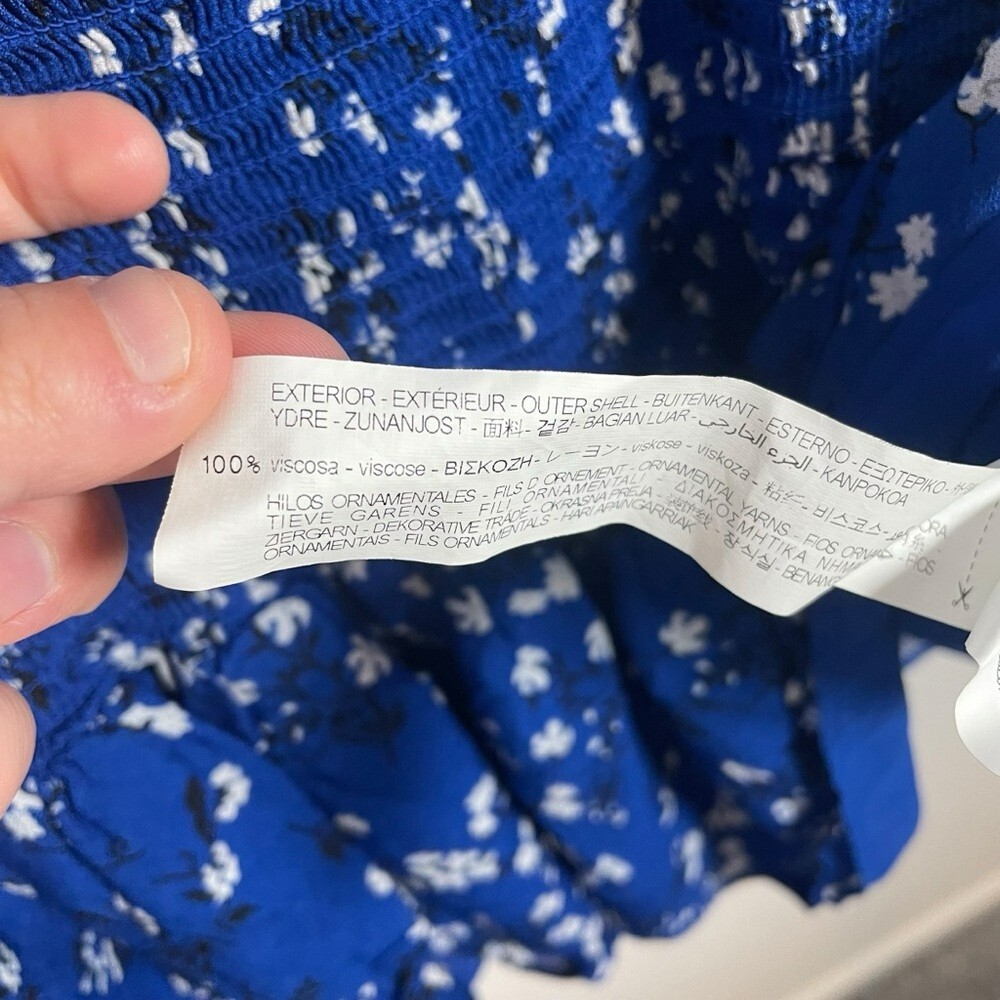 EXTERIOR - EXTÉRIEUR - OUTER SHELL - BUITENKANT - ESTERNO - ΕΞΩΤΕΡΙΚΟ -
YDRE - ZUNANJOST - 面料 - 겉감 - BAGIAN LUAR - الجزء الخارجي - KANPOKOA
100% viscosa - viscose - ΒΙΣΚΟΖΗ - レーヨン - viskose - viskoza - 粘纤 - 비스코스 -
HILOS ORNAMENTALES - FILS D ORNEMENT - ORNAMENTAL YARNS - FIOS
TIEVE GARENS - FILI ORNAMENTALI - ΔΙΑΚΟΣΜΗΤΙΚΑ ΝΗΜ
ZIERGARN - DEKORATIVE TRADE - OKRASNA PREJA - 장식실 -
ORNAMENTAIS - FILS ORNAMENTALS - HARI APAINGARRIAK